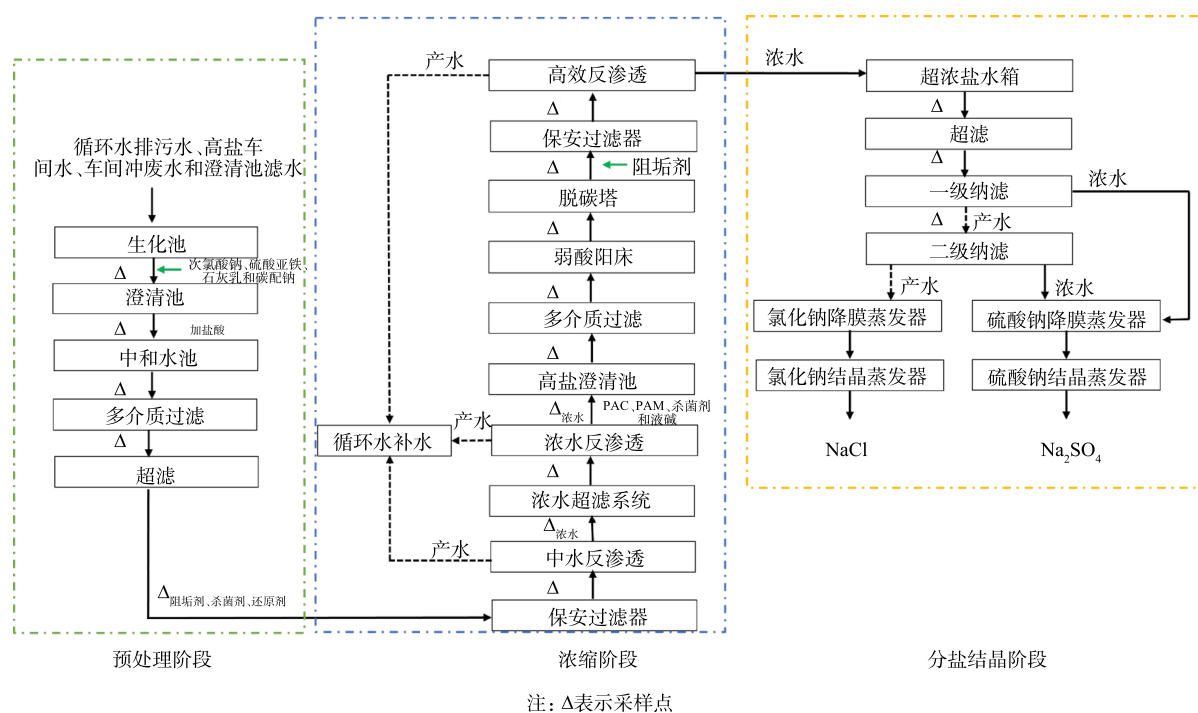 循环水排污水、高盐车
间水、车间冲废水和澄清池滤水
生化池
Δ
次氯酸钠、硫酸亚铁、
石灰乳和碳配钠
澄清池
Δ
加盐酸
中和水池
Δ
多介质过滤
Δ
超滤
Δ阻垢剂、杀菌剂、还原剂
预处理阶段
产水
高效反渗透
Δ
保安过滤器
Δ
阻垢剂
脱碳塔
Δ
弱酸阳床
Δ
多介质过滤
Δ
高盐澄清池
Δ浓水
PAC、PAM、杀菌剂
和液碱
循环水补水
产水
浓水反渗透
Δ
浓水超滤系统
Δ浓水
产水
中水反渗透
Δ
保安过滤器
浓缩阶段
浓水
超浓盐水箱
Δ
超滤
Δ
一级纳滤
浓水
Δ
产水
二级纳滤
产水
浓水
氯化钠降膜蒸发器
硫酸钠降膜蒸发器
氯化钠结晶蒸发器
硫酸钠结晶蒸发器
NaCl
Na₂SO₄
分盐结晶阶段
注：Δ表示采样点